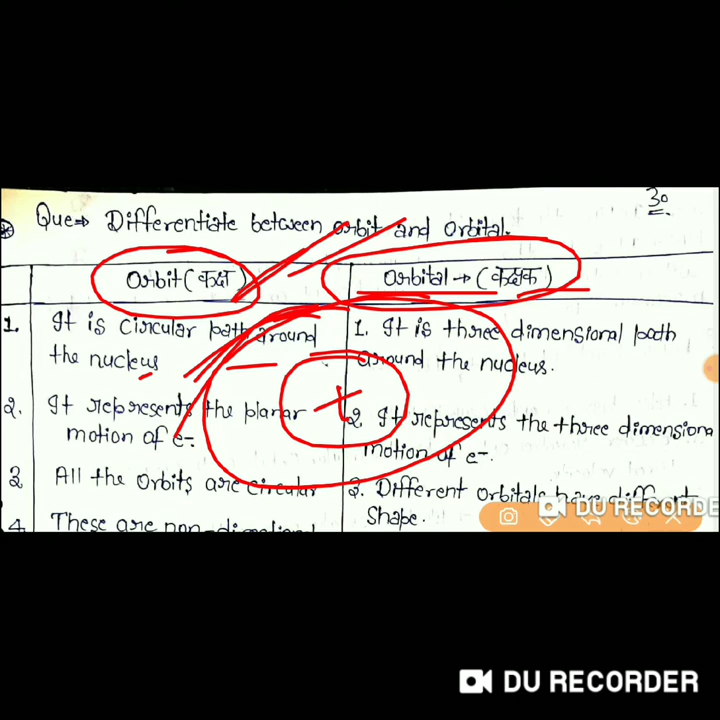 30
Que⇒ Differentiate between orbit and orbital.
Orbit (कक्ष)
Orbital → (कक्षक)
1. It is circular path around
the nucleus
1. It is three dimensional path
around the nucleus.
2. It represents the planar
motion of e-.
2. It represents the three dimensiona
motion of e-.
3 All the orbits are circular
3. Different orbitals have differnt
shape.
4. These are non-
DU RECORDE
DU RECORDER